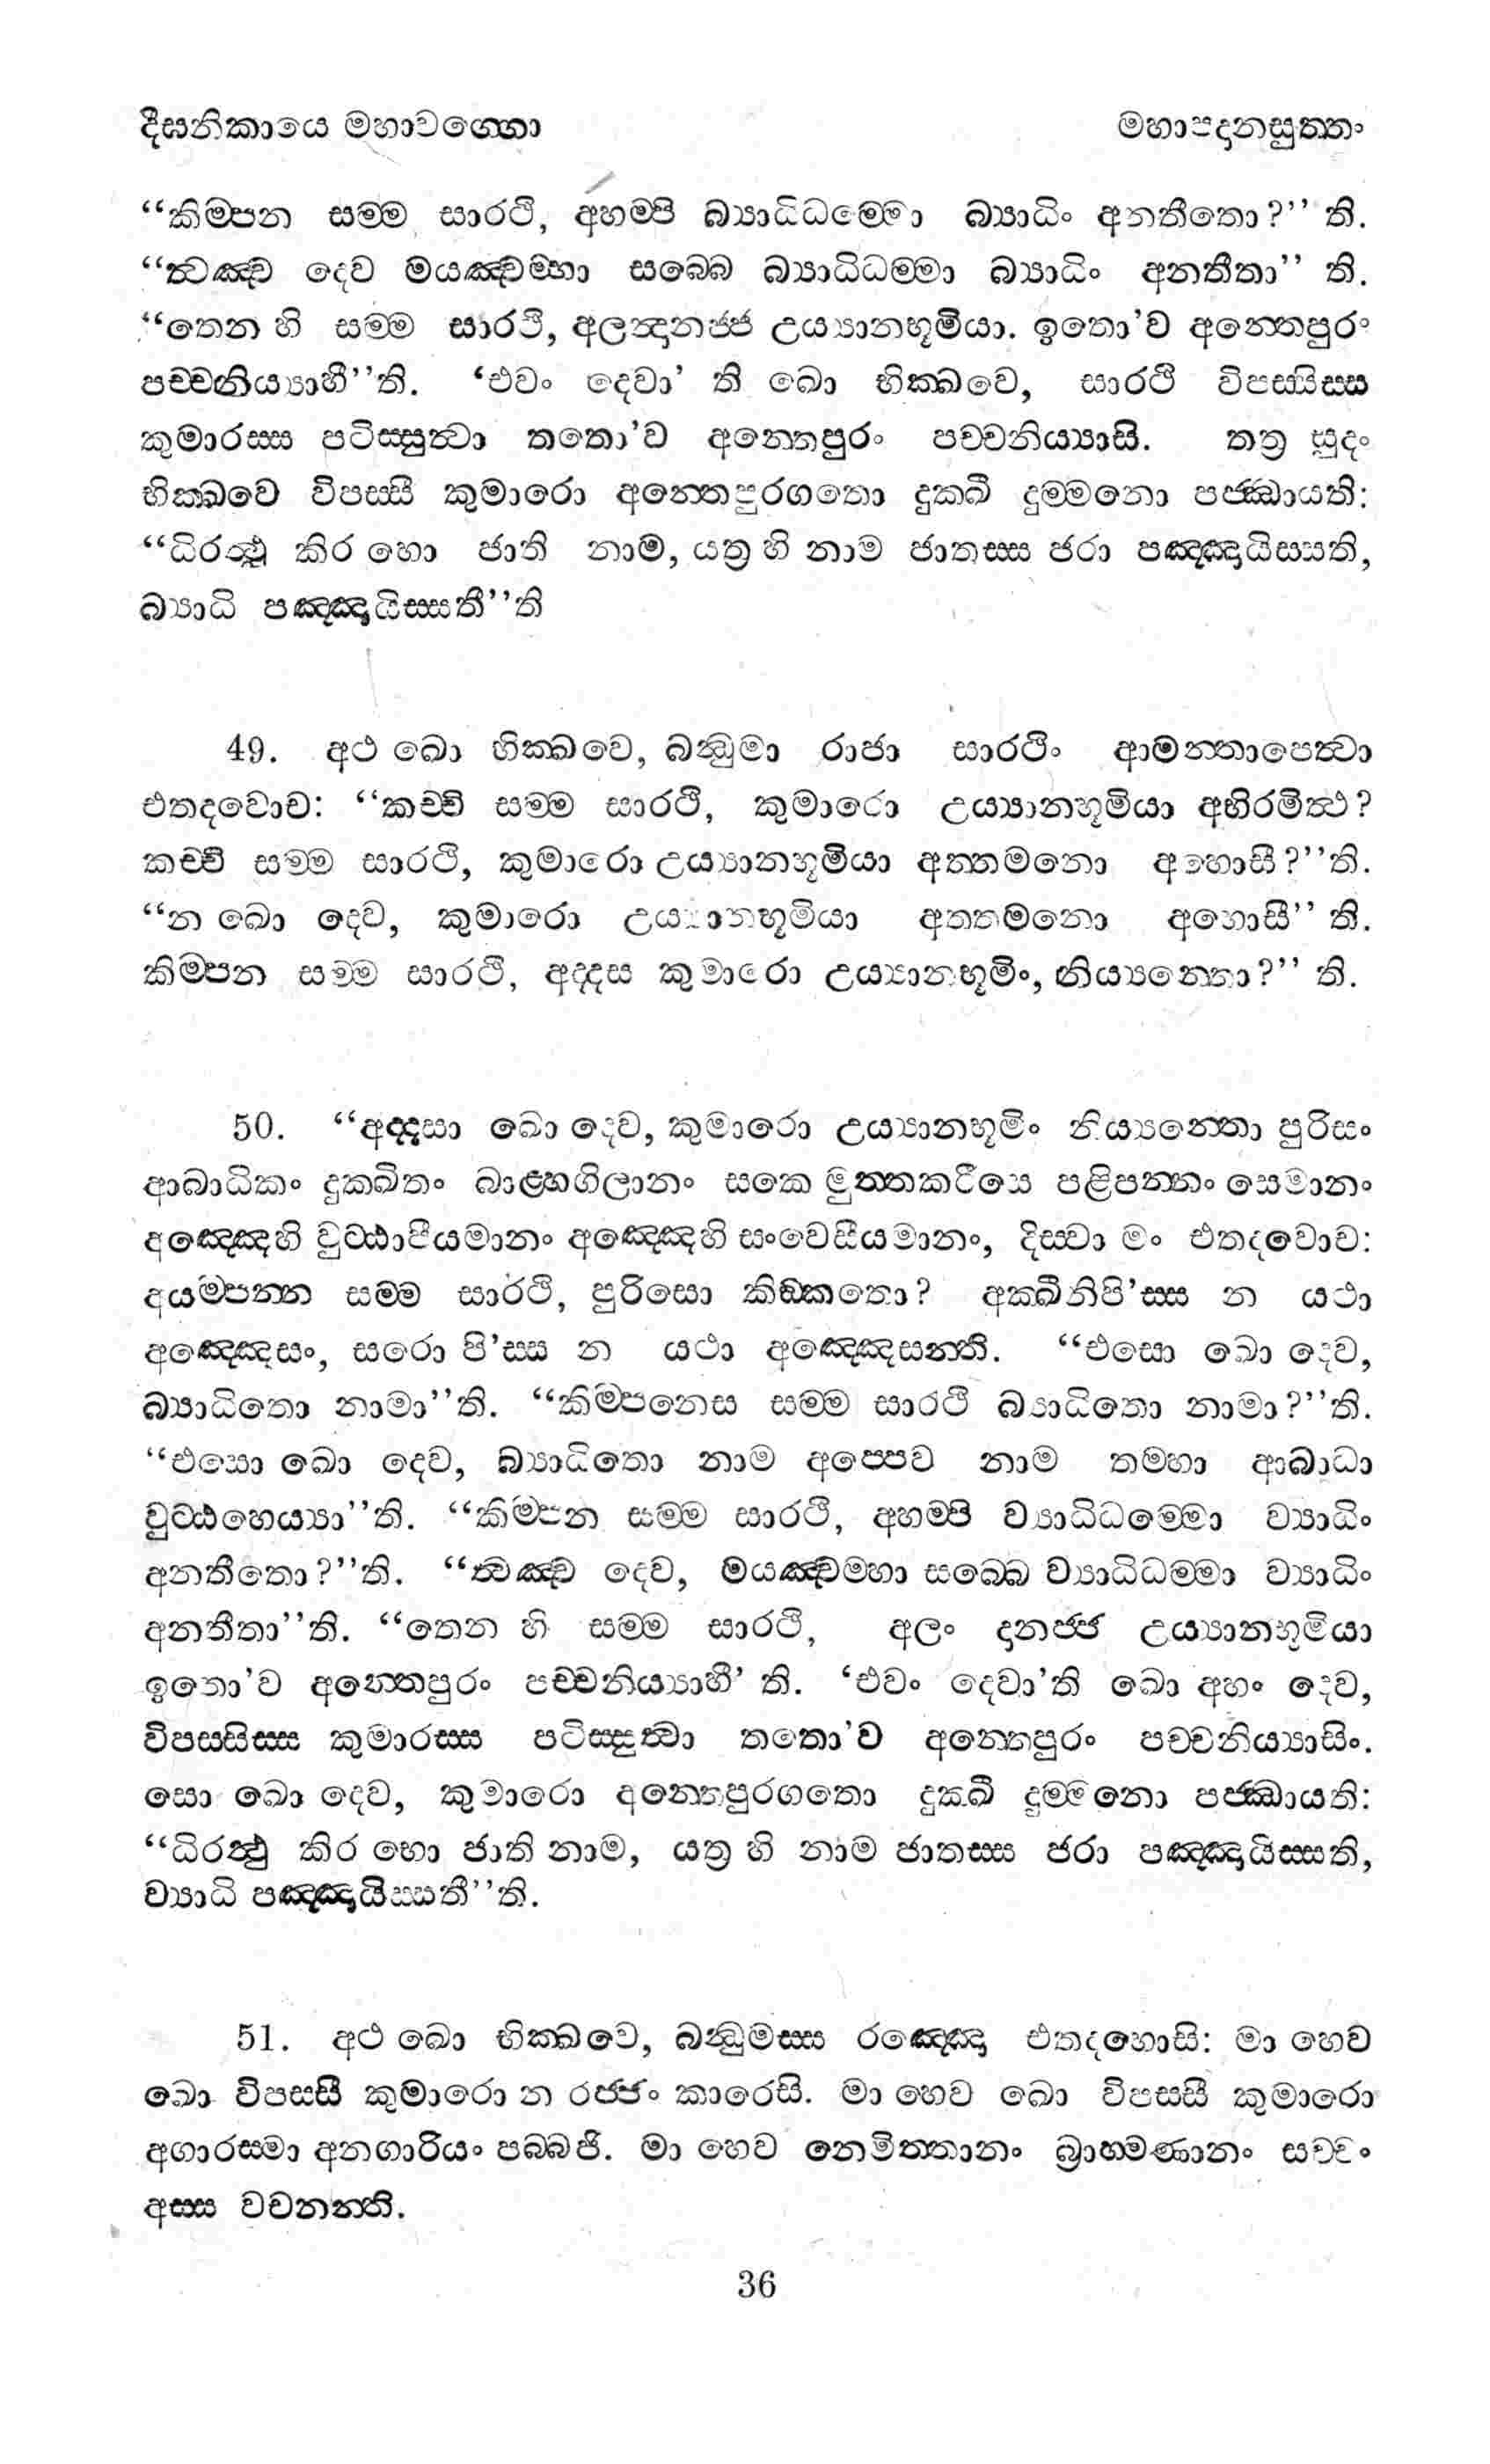 දීඝනිකායෙ මහාවග්ගො මහාපදානසුත්තං
“කිම්පන සම්ම සාරථි, අහම්පි බ්‍යාධිධම්මො බ්‍යාධිං අනතීතො?” ති.
“ත්වඤ්ච දෙව මයඤ්චම්හා සබ්බෙ බ්‍යාධිධම්මා බ්‍යාධිං අනතීතා” ති.
“තෙන හි සම්ම සාරථි, අලන්‍දානජ්ජ උය්‍යානභූමියා. ඉතො’ව අන්තෙපුරං
පච්චනිය්‍යාහී”ති. ‘එවං දෙවා’ ති ඛො භික්ඛවෙ, සාරථි විපස්සිස්ස
කුමාරස්ස පටිස්සුත්වා තතො’ව අන්තෙපුරං පච්චනිය්‍යාසි. තත්‍ර සුදං
භික්ඛවෙ විපස්සී කුමාරො අන්තෙපුරගතො දුක්ඛී දුම්මනො පජ්ඣායති:
“ධිරත්ථු කිර හො ජාති නාම, යත්‍ර හි නාම ජාතස්ස ජරා පඤ්ඤායිස්සති,
බ්‍යාධි පඤ්ඤායිස්සතී”ති
49. අථ ඛො භික්ඛවෙ, බන්‍ධුමා රාජා සාරථිං ආමන්තාපෙත්වා
එතදවොච: “කච්චි සම්ම සාරථි, කුමාරො උය්‍යානභූමියා අභිරමිත්ථ?
කච්චි සම්ම සාරථි, කුමාරො උය්‍යානභූමියා අත්තමනො අහොසී?”ති.
“න ඛො දෙව, කුමාරො උය්‍යානභූමියා අත්තමනො අහොසී” ති.
කිම්පන සම්ම සාරථි, අද්දස කුමාරො උය්‍යානභූමිං, නිය්‍යන්තො?” ති.
50. “අද්දසා ඛො දෙව, කුමාරො උය්‍යානභූමිං නිය්‍යන්තො පුරිසං
ආබාධිකං දුක්ඛිතං බාළ්හගිලානං සකෙ මුත්තකරීසෙ පළිපන්නං සෙමානං
අඤ්ඤෙහි වුට්ඨාපීයමානං අඤ්ඤෙහි සංවෙසීයමානං, දිස්වා මං එතදවොච:
අයම්පන්න සම්ම සාරථි, පුරිසො කිඞ්කතො? අක්ඛීනිපි’ස්ස න යථා
අඤ්ඤෙසං, සරො පි’ස්ස න යථා අඤ්ඤෙසන්ති. “එසො ඛො දෙව,
බ්‍යාධිතො නාමා”ති. “කිම්පනෙස සම්ම සාරථි බ්‍යාධිතො නාමා?”ති.
“එසො ඛො දෙව, බ්‍යාධිතො නාම අප්පෙව නාම තම්හා ආබාධා
වුට්ඨහෙය්‍යා”ති. “කිම්පන සම්ම සාරථි, අහම්පි ව්‍යාධිධම්මො ව්‍යාධිං
අනතීතො?”ති. “ත්වඤ්ච දෙව, මයඤ්චම්හා සබ්බෙ ව්‍යාධිධම්මා ව්‍යාධිං
අනතීතා”ති. “තෙන හි සම්ම සාරථි, අලං දානජ්ජ උය්‍යානභූමියා
ඉතො’ව අන්තෙපුරං පච්චනිය්‍යාහී’ ති. ‘එවං දෙවා’ති ඛො අහං දෙව,
විපස්සිස්ස කුමාරස්ස පටිස්සුත්වා තතො’ව අන්තෙපුරං පච්චනිය්‍යාසිං.
සො ඛො දෙව, කුමාරො අන්තෙපුරගතො දුක්ඛී දුම්මනො පජ්ඣායති:
“ධිරත්ථු කිර භො ජාති නාම, යත්‍ර හි නාම ජාතස්ස ජරා පඤ්ඤායිස්සති,
ව්‍යාධි පඤ්ඤායිස්සතී”ති.
51. අථ ඛො භික්ඛවෙ, බන්‍ධුමස්ස රඤ්ඤො එතදහොසි: මා හෙව
ඛො විපස්සී කුමාරො න රජ්ජං කාරෙසි. මා හෙව ඛො විපස්සී කුමාරො
අගාරස්මා අනගාරියං පබ්බජි. මා හෙව නෙමිත්තානං බ්‍රාහ්මණානං සච්චං
අස්ස වචනන්ති.
36